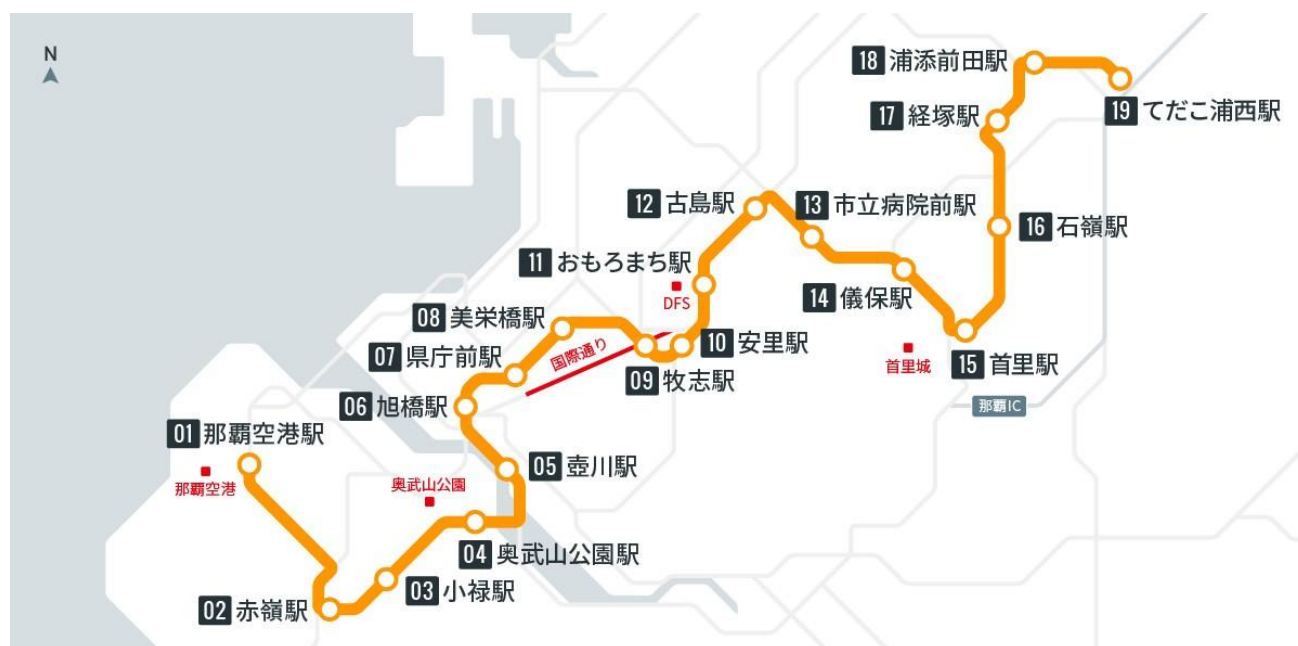 N
18 浦添前田駅
19 てだこ浦西駅
17 経塚駅
12 古島駅
13 市立病院前駅
16 石嶺駅
11 おもろまち駅
DFS
14 儀保駅
08 美栄橋駅
10 安里駅
国際通り
07 県庁前駅
首里城
15 首里駅
09 牧志駅
06 旭橋駅
那覇IC
01 那覇空港駅
那覇空港
05 壺川駅
奥武山公園
04 奥武山公園駅
03 小禄駅
02 赤嶺駅